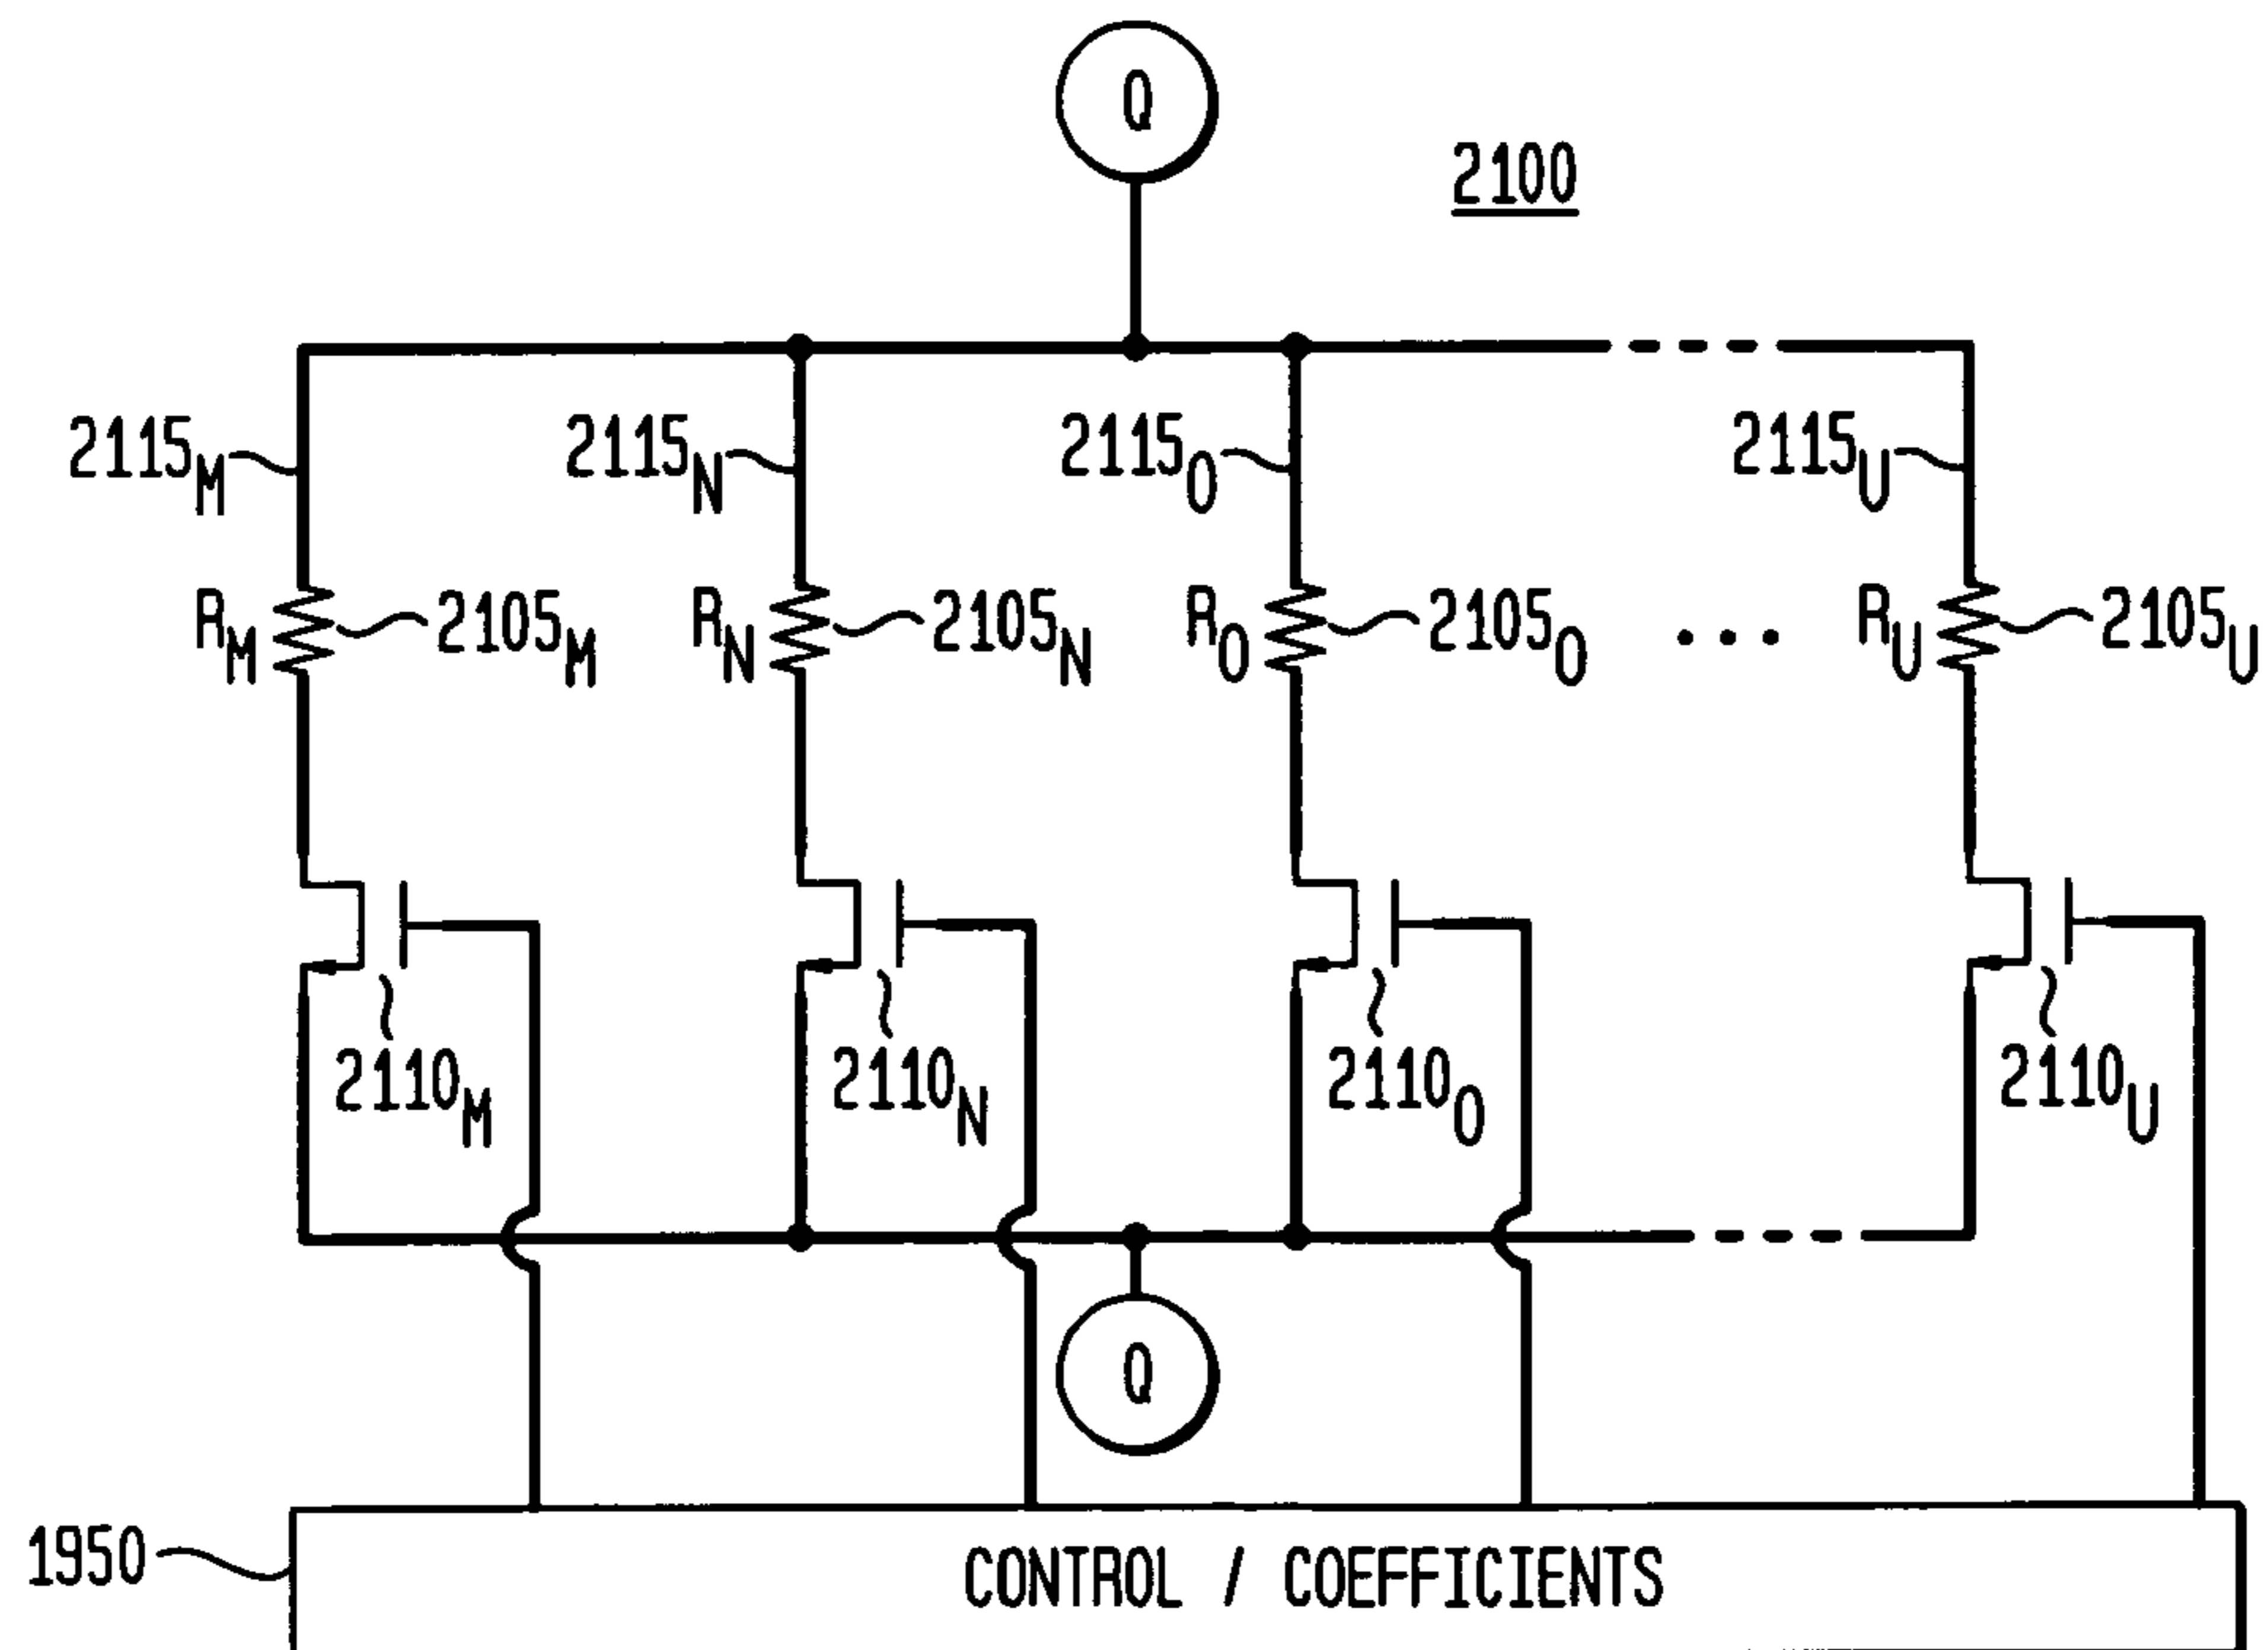 Q
2100
2115M 2115N 2115O 2115U
RM 2105M RN 2105N RO 2105O • • • RU 2105U
2110M 2110N 2110O 2110U
Q
1950
CONTROL / COEFFICIENTS